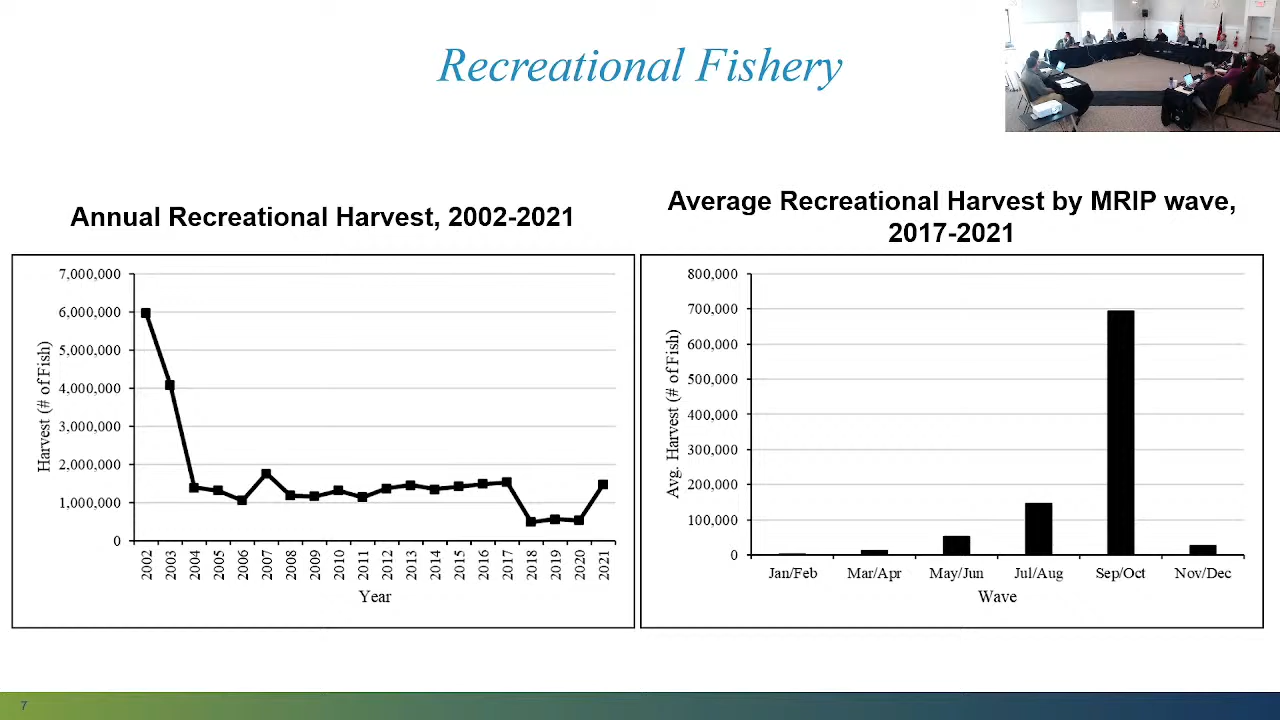 Recreational Fishery
Annual Recreational Harvest, 2002-2021
7,000,000
6,000,000
5,000,000
4,000,000
3,000,000
2,000,000
1,000,000
0
Harvest (# of Fish)
2002 2003 2004 2005 2006 2007 2008 2009 2010 2011 2012 2013 2014 2015 2016 2017 2018 2019 2020 2021
Year
Average Recreational Harvest by MRIP wave,
2017-2021
800,000
700,000
600,000
500,000
400,000
300,000
200,000
100,000
0
Avg. Harvest (# of Fish)
Jan/Feb Mar/Apr May/Jun Jul/Aug Sep/Oct Nov/Dec
Wave
7